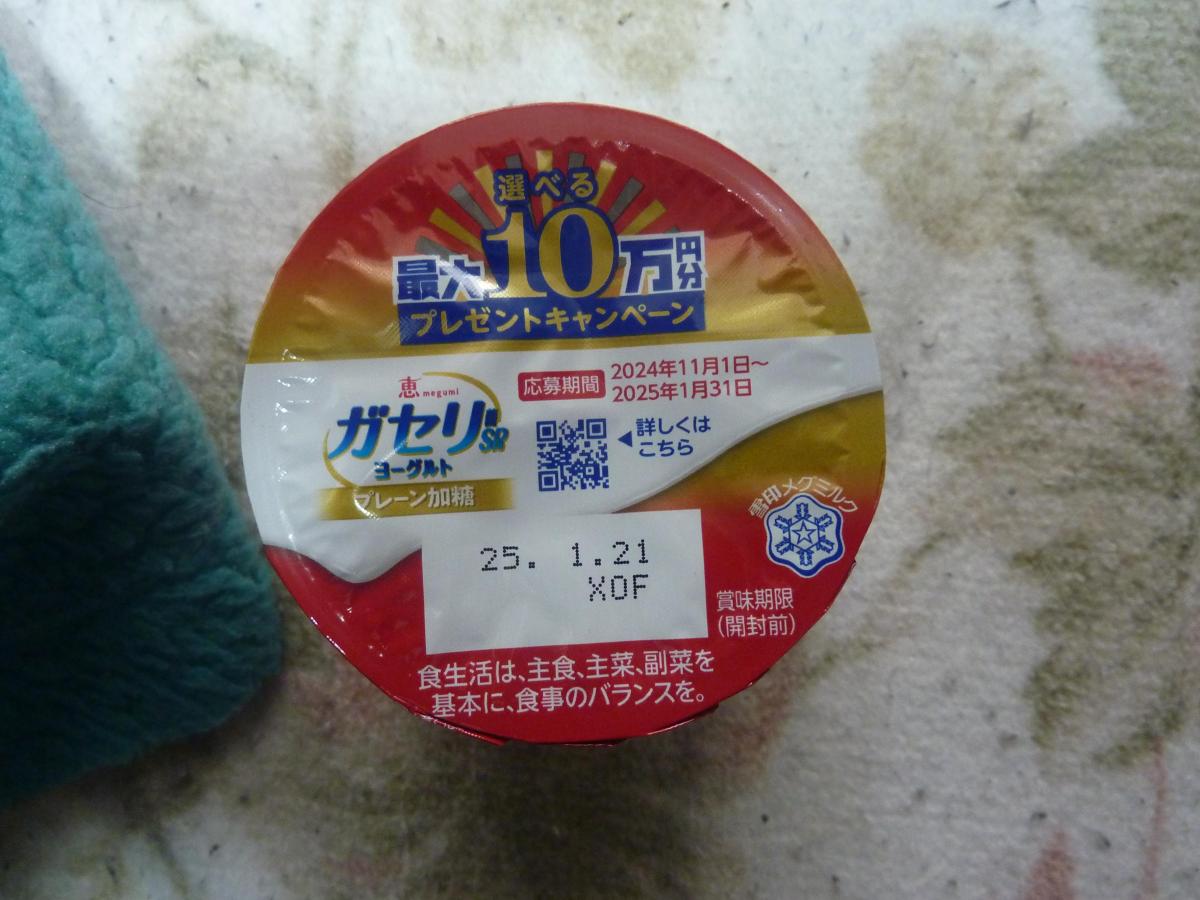 選べる
最大10万円分
プレゼントキャンペーン
応募期間
2024年11月1日～
2025年1月31日
恵 megumi
ガセリ菌SP
ヨーグルト
プレーン加糖
◀詳しくは
こちら
雪印メグミルク
25. 1.21
XOF
賞味期限
(開封前)
食生活は、主食、主菜、副菜を
基本に、食事のバランスを。